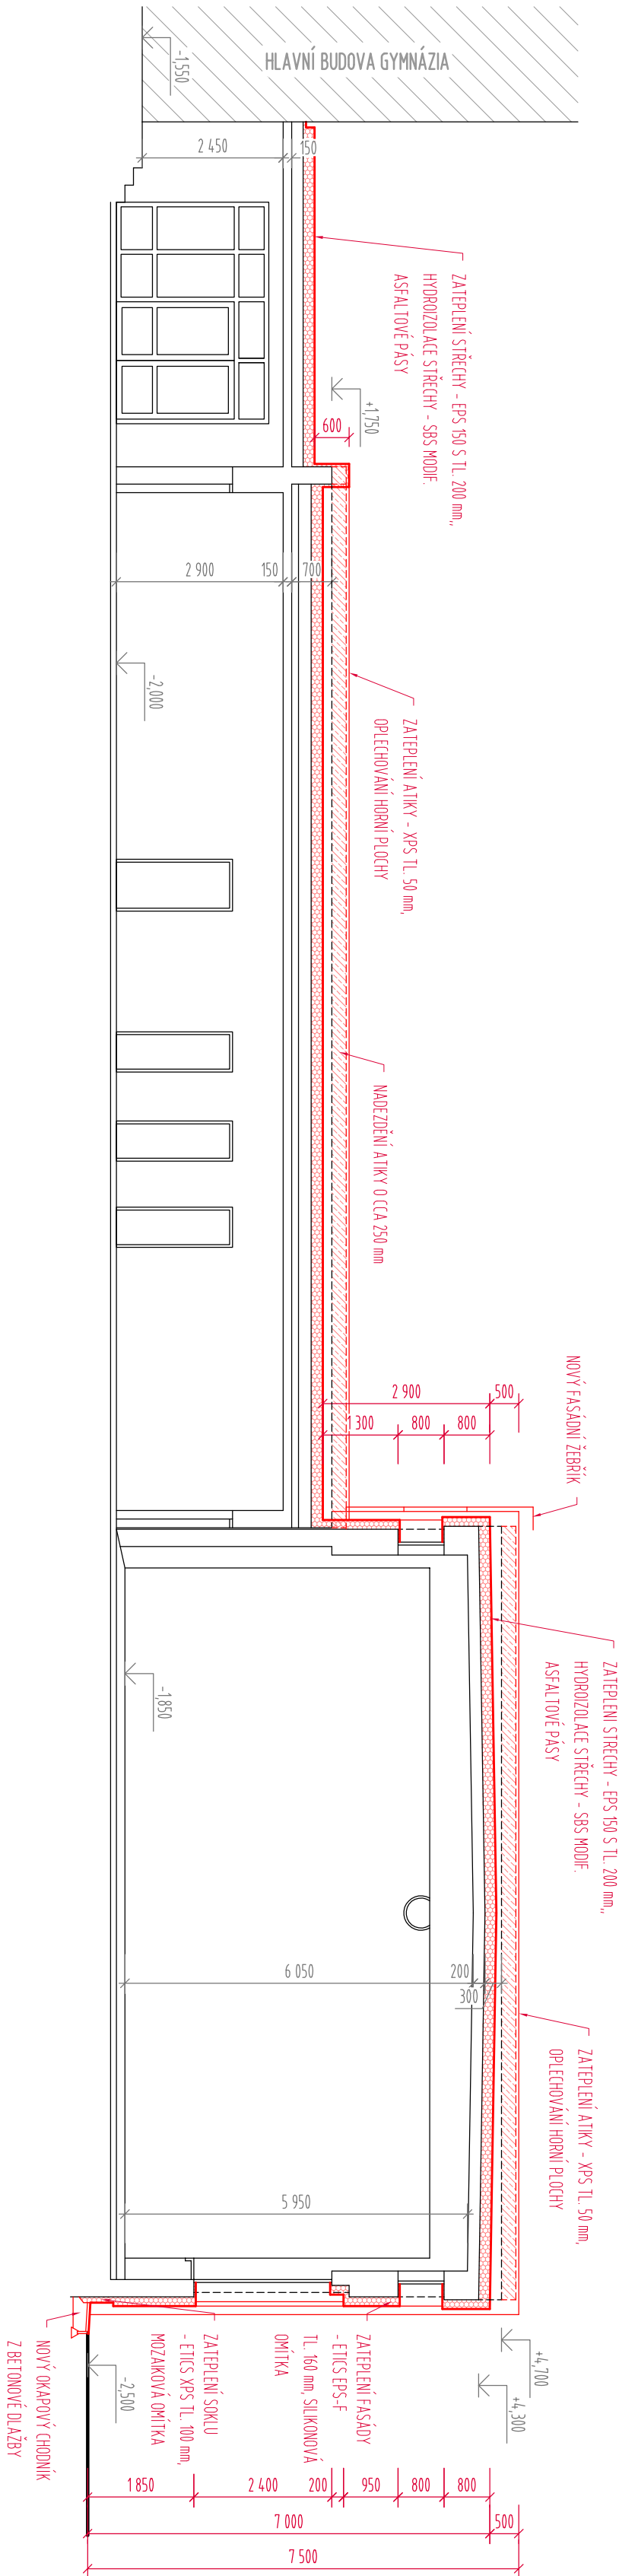 HLAVNÍ BUDOVA GYMNÁZIA
-1,550
2 450
150
ZATEPLENÍ STŘECHY - EPS 150 S TL. 200 mm,,
HYDROIZOLACE STŘECHY - SBS MODIF.
ASFALTOVÉ PÁSY
+1,750
600
2 900
150
700
-2,000
ZATEPLENÍ ATIKY - XPS TL. 50 mm,
OPLECHOVÁNÍ HORNÍ PLOCHY
NADEZDĚNÍ ATIKY O CCA 250 mm
NOVÝ FASÁDNÍ ŽEBŘÍK
2 900
500
1 300
800
800
ZATEPLENÍ STŘECHY - EPS 150 S TL. 200 mm,,
HYDROIZOLACE STŘECHY - SBS MODIF.
ASFALTOVÉ PÁSY
-1,850
6 050
200
300
ZATEPLENÍ ATIKY - XPS TL. 50 mm,
OPLECHOVÁNÍ HORNÍ PLOCHY
5 950
+4,700
+4,300
ZATEPLENÍ FASÁDY
- ETICS EPS-F
TL. 160 mm, SILIKONOVÁ
OMÍTKA
ZATEPLENÍ SOKLU
- ETICS XPS TL. 100 mm,
MOZAIKOVÁ OMÍTKA
-2,500
NOVÝ OKAPOVÝ CHODNÍK
Z BETONOVÉ DLAŽBY
1 850
2 400
200
950
800
800
7 000
500
7 500